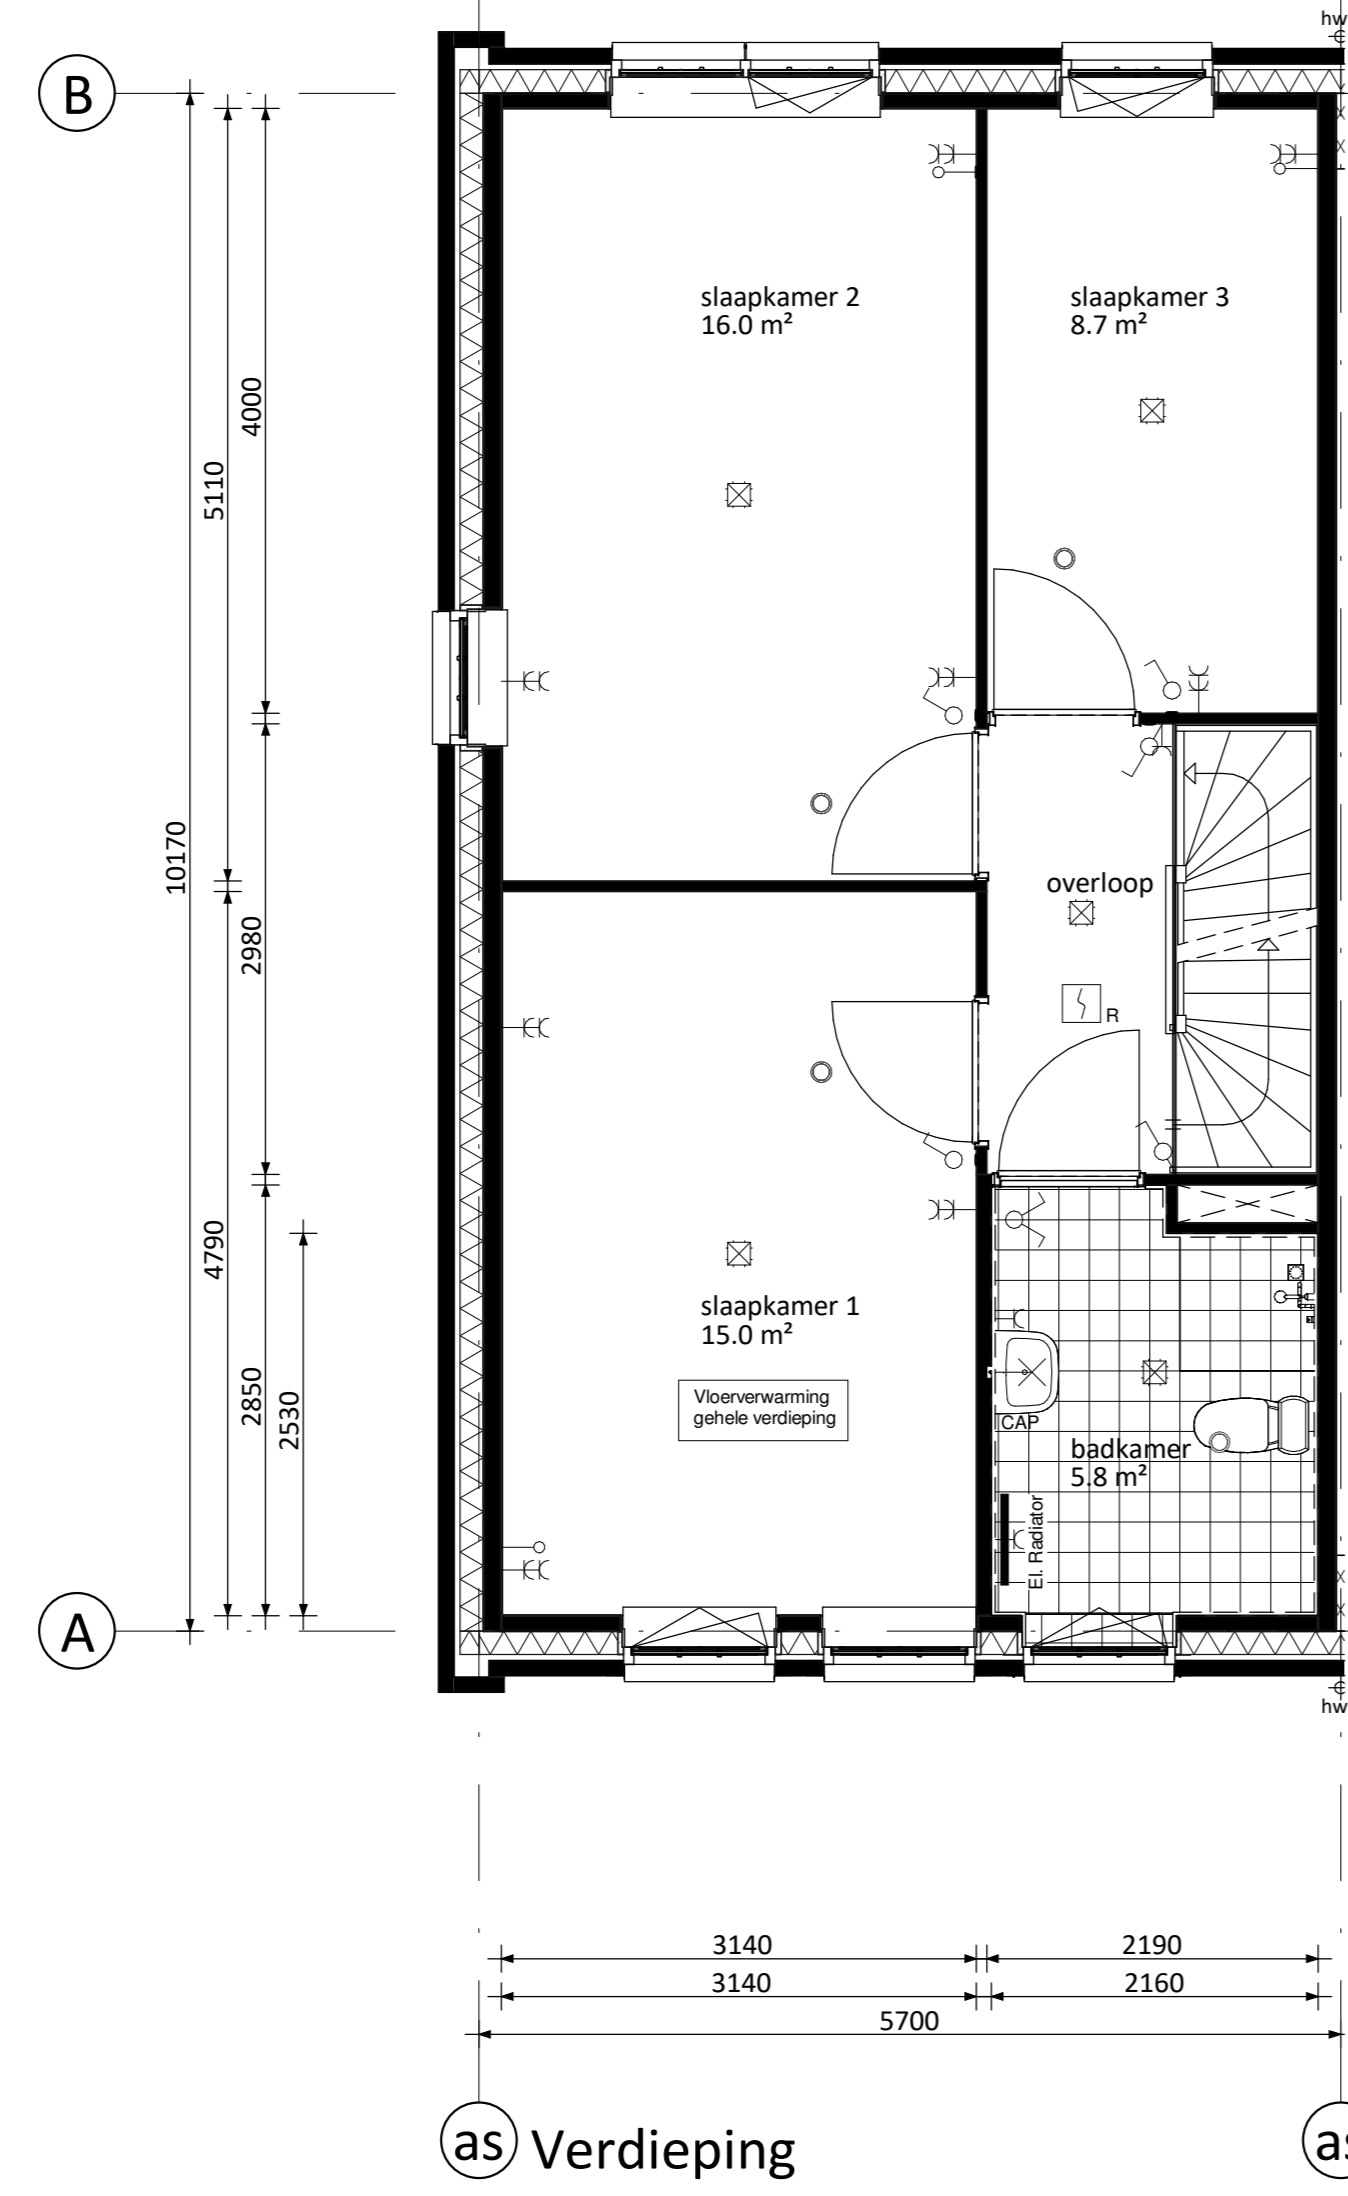 hw
B
slaapkamer 2
16.0 m²
slaapkamer 3
8.7 m²
4000
5110
10170
overloop
2980
R
4790
slaapkamer 1
15.0 m²
2850
2530
Vloerverwarming
gehele verdieping
CAP
badkamer
5.8 m²
El. Radiator
A
hw
3140
2190
3140
2160
5700
as
Verdieping
as